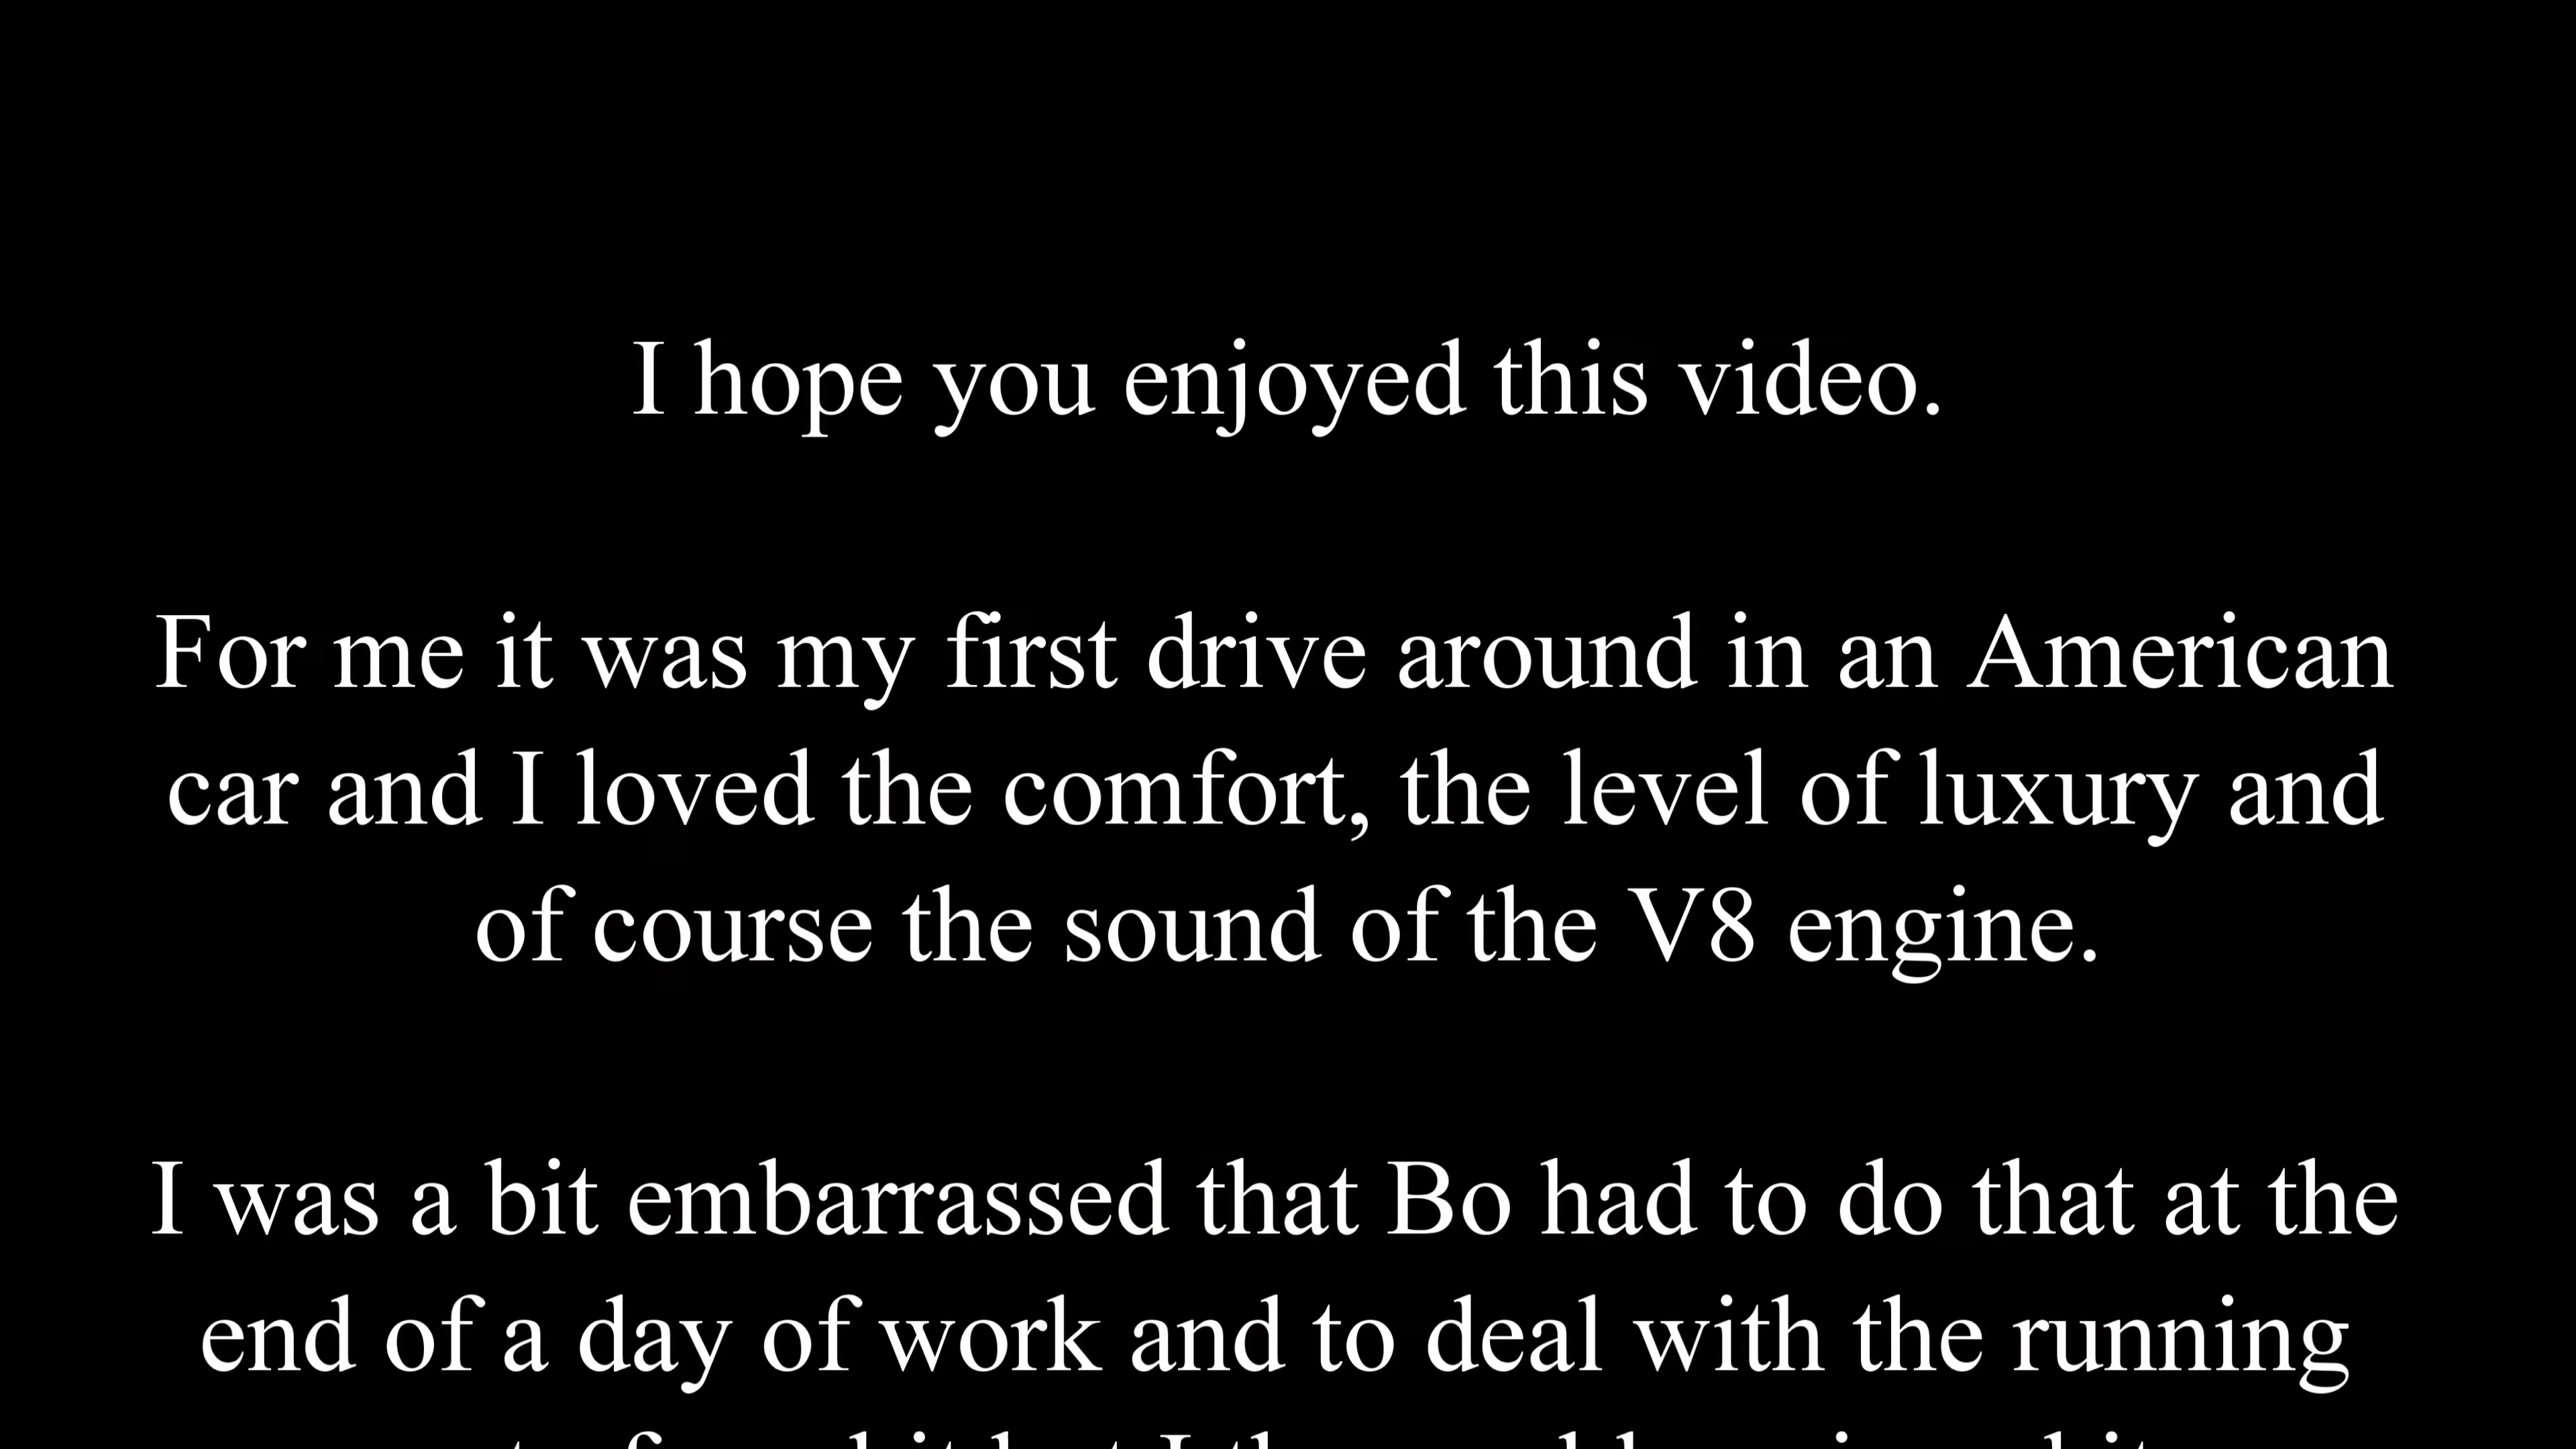 I hope you enjoyed this video.
For me it was my first drive around in an American
car and I loved the comfort, the level of luxury and
of course the sound of the V8 engine.
I was a bit embarrassed that Bo had to do that at the
end of a day of work and to deal with the running